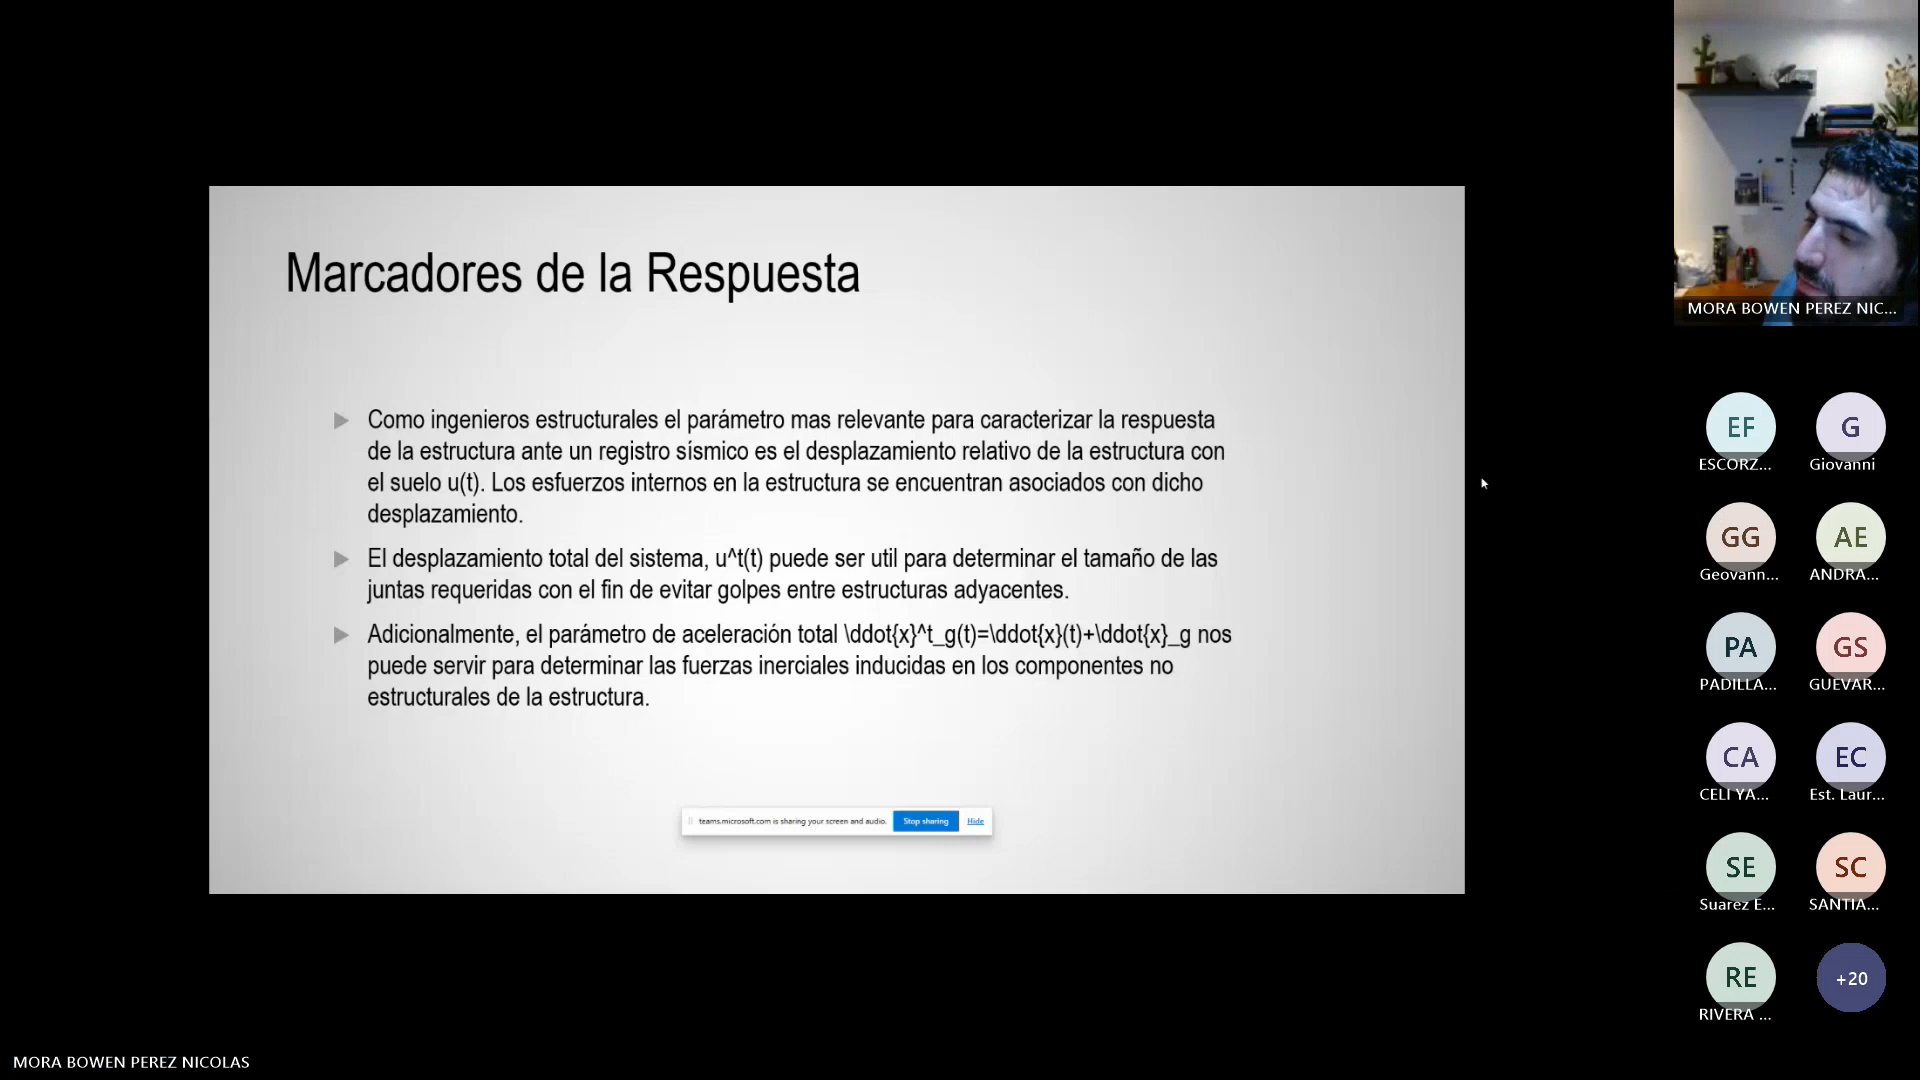 Marcadores de la Respuesta
Como ingenieros estructurales el parámetro mas relevante para caracterizar la respuesta
de la estructura ante un registro sísmico es el desplazamiento relativo de la estructura con
el suelo u(t). Los esfuerzos internos en la estructura se encuentran asociados con dicho
desplazamiento.
El desplazamiento total del sistema, u^t(t) puede ser util para determinar el tamaño de las
juntas requeridas con el fin de evitar golpes entre estructuras adyacentes.
Adicionalmente, el parámetro de aceleración total \ddot{x}^t_g(t)=\ddot{x}(t)+\ddot{x}_g nos
puede servir para determinar las fuerzas inerciales inducidas en los componentes no
estructurales de la estructura.
teams.microsoft.com is sharing your screen and audio. Stop sharing Hide
MORA BOWEN PEREZ NIC...
EF G
ESCORZ... Giovanni
GG AE
Geovann... ANDRA...
PA GS
PADILLA... GUEVAR...
CA EC
CELI YA... Est. Laur...
SE SC
Suarez E... SANTIA...
RE +20
RIVERA ...
MORA BOWEN PEREZ NICOLAS